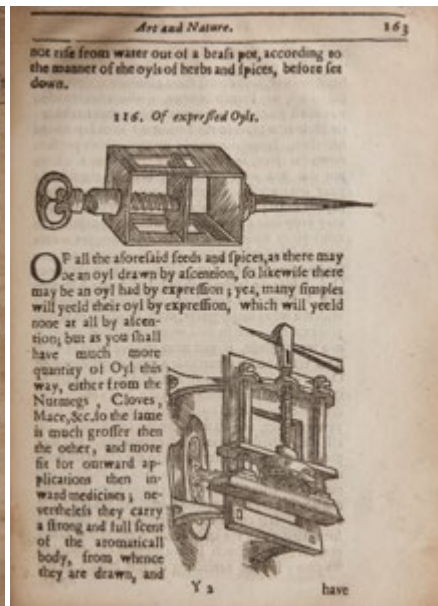 Art and Nature.
163
not rise from water out of a brass pot, according to
the manner of the oyls of herbs and spices, before set
down.
116. Of expressed Oyls.
OF all the aforesaid seeds and spices, as there may
be an oyl drawn by ascension, so likewise there
may be an oyl had by expression; yea, many simples
will yeeld their oyl by expression, which will yeeld
none at all by ascen-
tion; but as you shall
have much more
quantity of Oyl this
way, either from the
Nutmegs, Cloves,
Mace, &c. so the same
is much grosser then
the other, and more
fit for outward ap-
plications then in-
ward medicines; ne-
vertheless they carry
a strong and full scent
of the aromaticall
body, from whence
they are drawn, and
Y 2
have